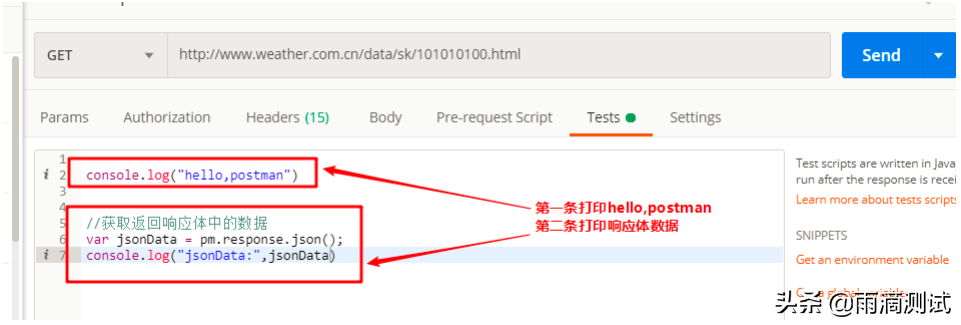 GET
http://www.weather.com.cn/data/sk/101010100.html
Send
Params
Authorization
Headers (15)
Body
Pre-request Script
Tests
Settings
1
i 2 console.log("hello,postman")
3
4
5 //获取返回响应体中的数据
6 var jsonData = pm.response.json();
i 7 console.log("jsonData:",jsonData)
第一条打印hello,postman
第二条打印响应体数据
Test scripts are written in Java
run after the response is recei
Learn more about tests scripts
SNIPPETS
Get an environment variable
头条 @雨滴测试